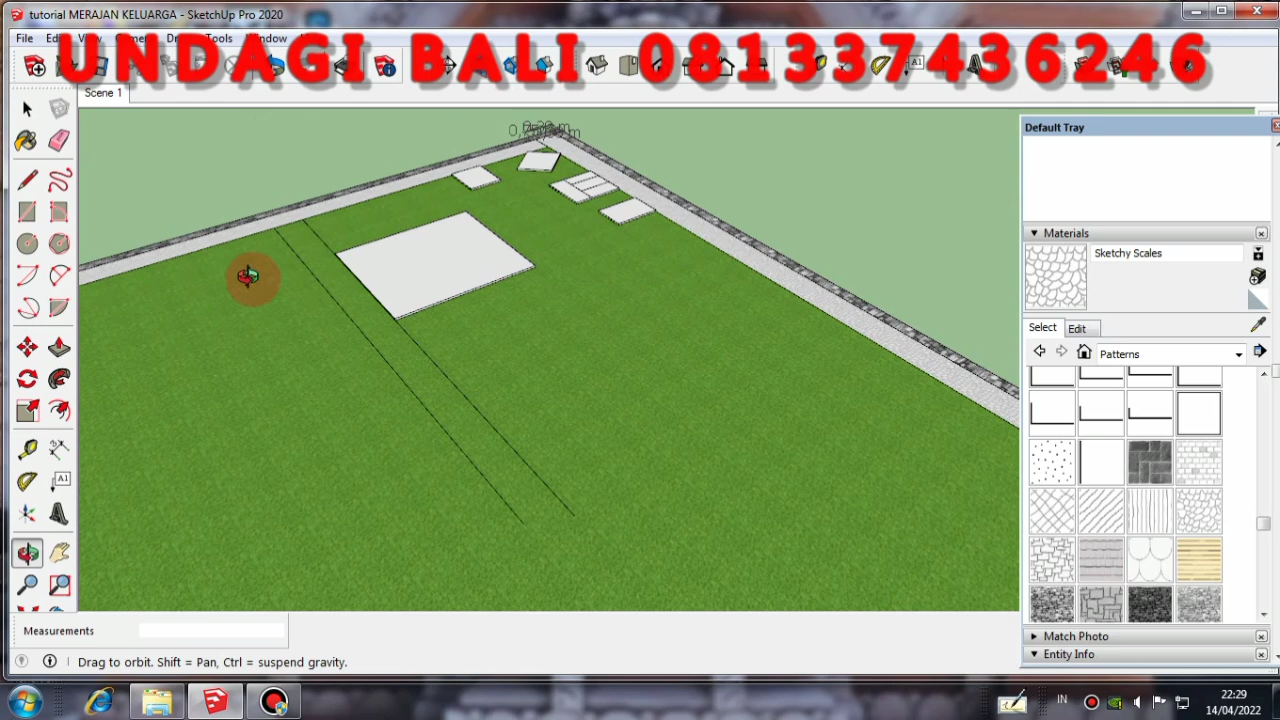 tutorial MERAJAN KELUARGA - SketchUp Pro 2020
File
Tools
Window
UNDAGI BALI 081337436246
Scene 1
Default Tray
Materials
Sketchy Scales
Select
Edit
Patterns
Match Photo
Entity Info
A1
Measurements
Drag to orbit. Shift = Pan, Ctrl = suspend gravity.
IN
22:29
14/04/2022